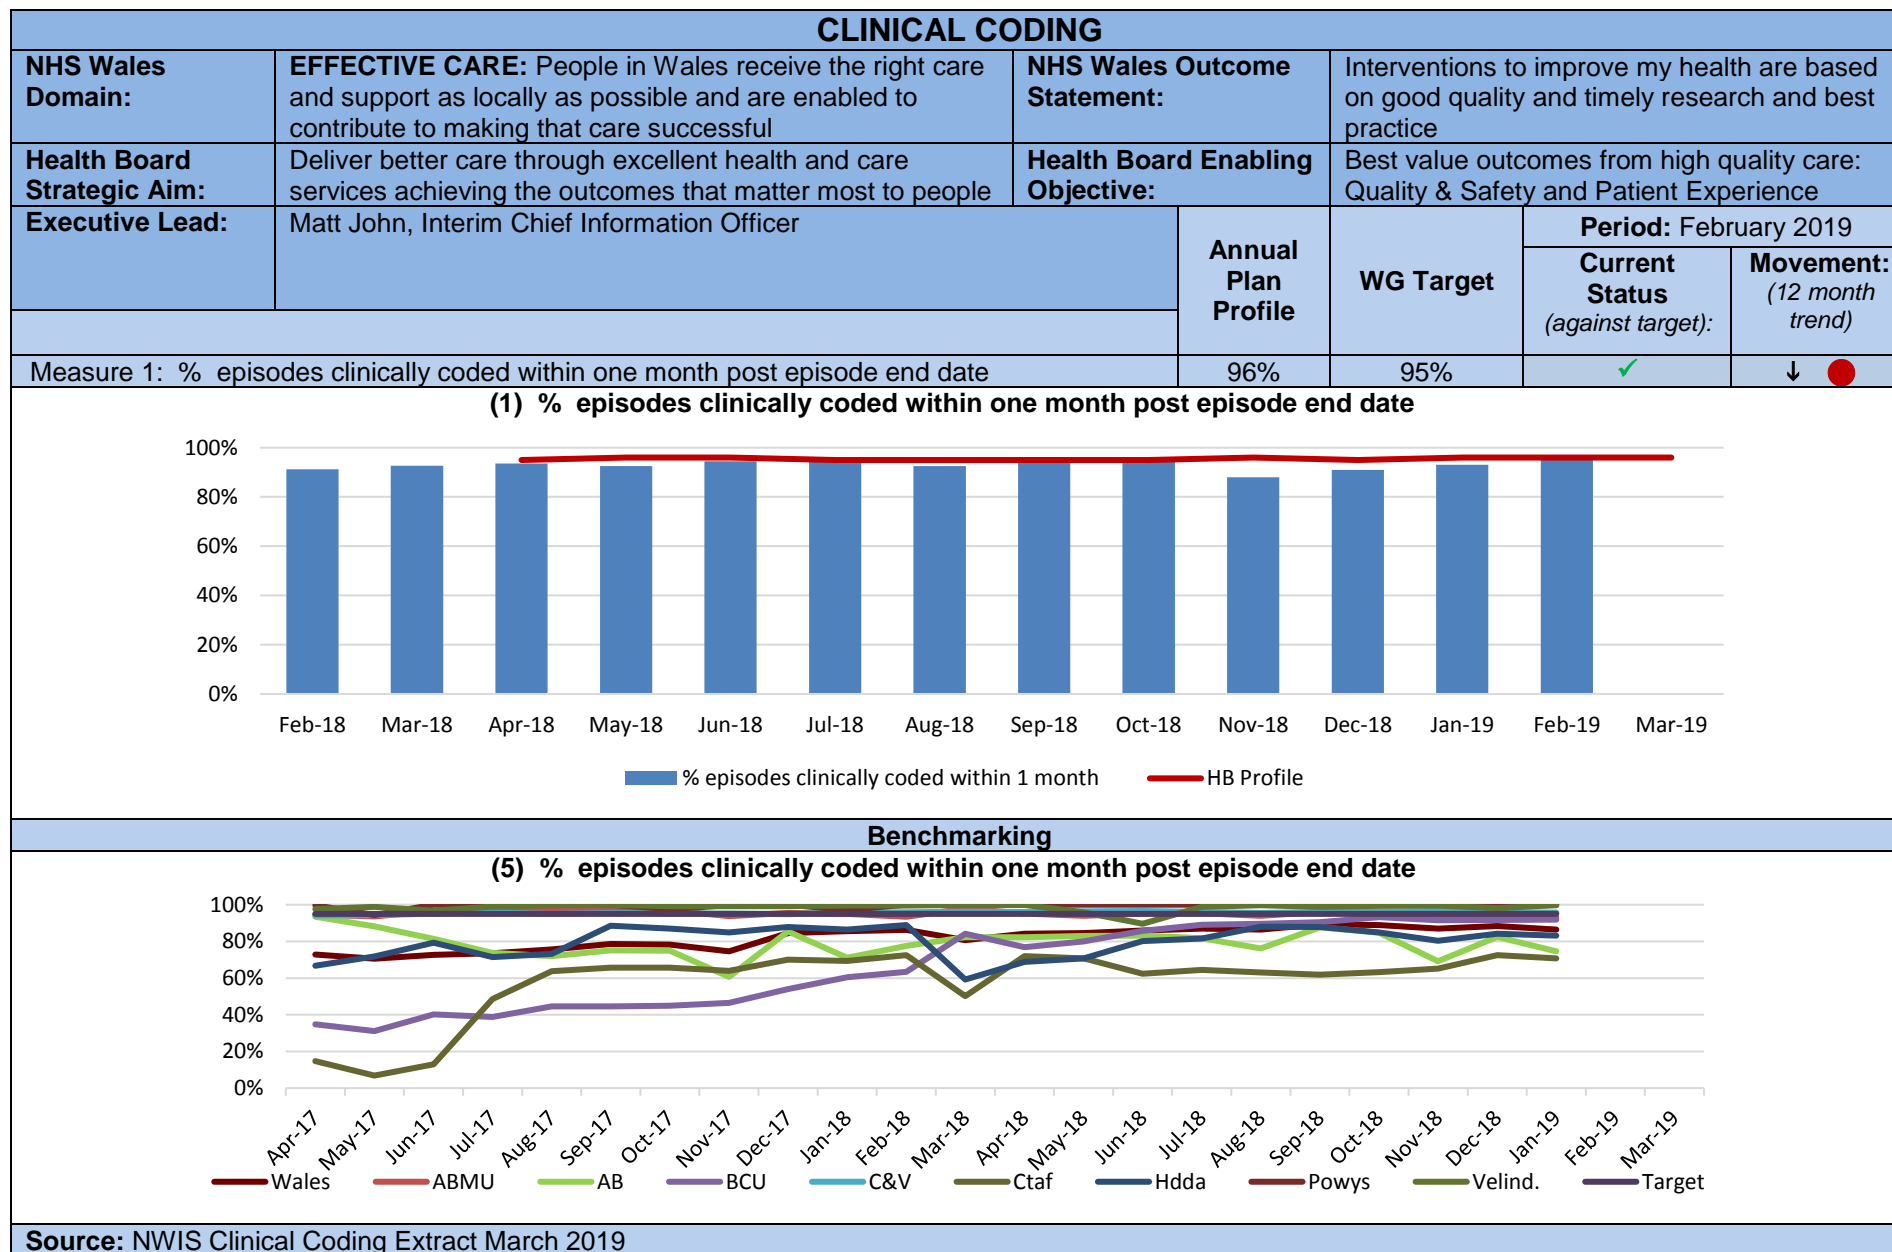 CLINICAL CODING
NHS Wales
Domain:
EFFECTIVE CARE: People in Wales receive the right care
and support as locally as possible and are enabled to
contribute to making that care successful
NHS Wales Outcome
Statement:
Interventions to improve my health are based
on good quality and timely research and best
practice
Health Board
Strategic Aim:
Deliver better care through excellent health and care
services achieving the outcomes that matter most to people
Health Board Enabling
Objective:
Best value outcomes from high quality care:
Quality & Safety and Patient Experience
Executive Lead:
Matt John, Interim Chief Information Officer
Annual
Plan
Profile
WG Target
Period: February 2019
Current
Status
(against target):
Movement:
(12 month
trend)
Measure 1: % episodes clinically coded within one month post episode end date
96%
95%
✓
↓
(1) % episodes clinically coded within one month post episode end date
100%
80%
60%
40%
20%
0%
Feb-18 Mar-18 Apr-18 May-18 Jun-18 Jul-18 Aug-18 Sep-18 Oct-18 Nov-18 Dec-18 Jan-19 Feb-19 Mar-19
% episodes clinically coded within 1 month HB Profile
Benchmarking
(5) % episodes clinically coded within one month post episode end date
100%
80%
60%
40%
20%
0%
Apr-17 May-17 Jun-17 Jul-17 Aug-17 Sep-17 Oct-17 Nov-17 Dec-17 Jan-18 Feb-18 Mar-18 Apr-18 May-18 Jun-18 Jul-18 Aug-18 Sep-18 Oct-18 Nov-18 Dec-18 Jan-19 Feb-19 Mar-19
Wales ABMU AB BCU C&V Ctaf Hdda Powys Velind. Target
Source: NWIS Clinical Coding Extract March 2019